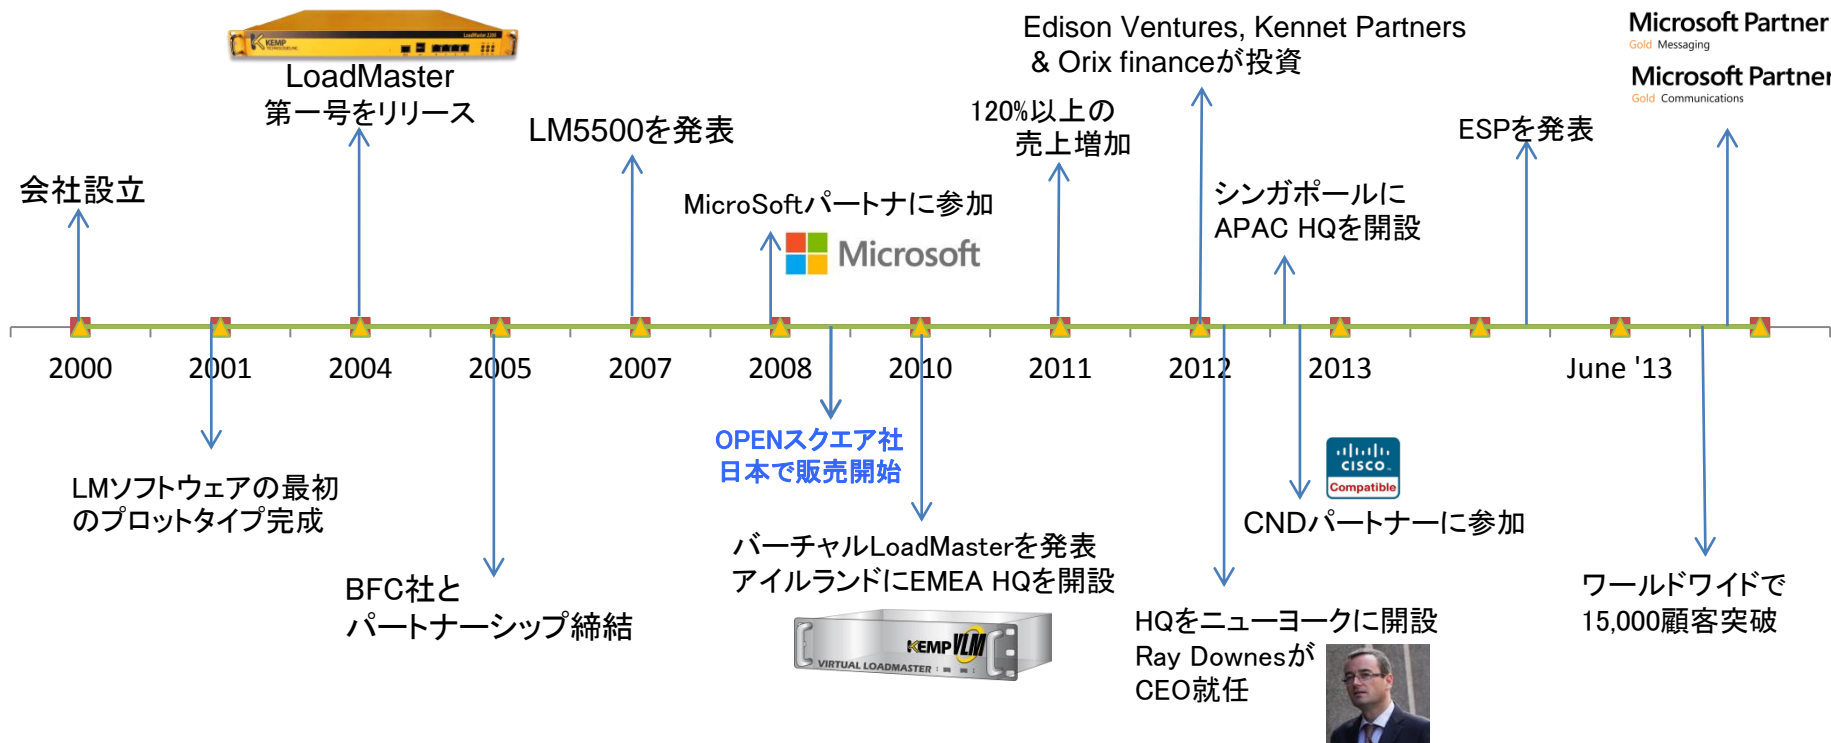 KEMP
TECHNOLOGIES INC.
LoadMaster 2200
LoadMaster
第一号をリリース
Edison Ventures, Kennet Partners
& Orix financeが投資
Microsoft Partner
Gold Messaging
Microsoft Partner
Gold Communications
会社設立
LM5500を発表
MicroSoftパートナに参加
Microsoft
120%以上の
売上増加
シンガポールに
APAC HQを開設
ESPを発表
2000
2001
2004
2005
2007
2008
2010
2011
2012
2013
June '13
LMソフトウェアの最初
のプロットタイプ完成
BFC社と
パートナーシップ締結
OPENスクエア社
日本で販売開始
バーチャルLoadMasterを発表
アイルランドにEMEA HQを開設
KEMP VLM
VIRTUAL LOADMASTER
CISCO
Compatible
CNDパートナーに参加
HQをニューヨークに開設
Ray Downesが
CEO就任
ワールドワイドで
15,000顧客突破